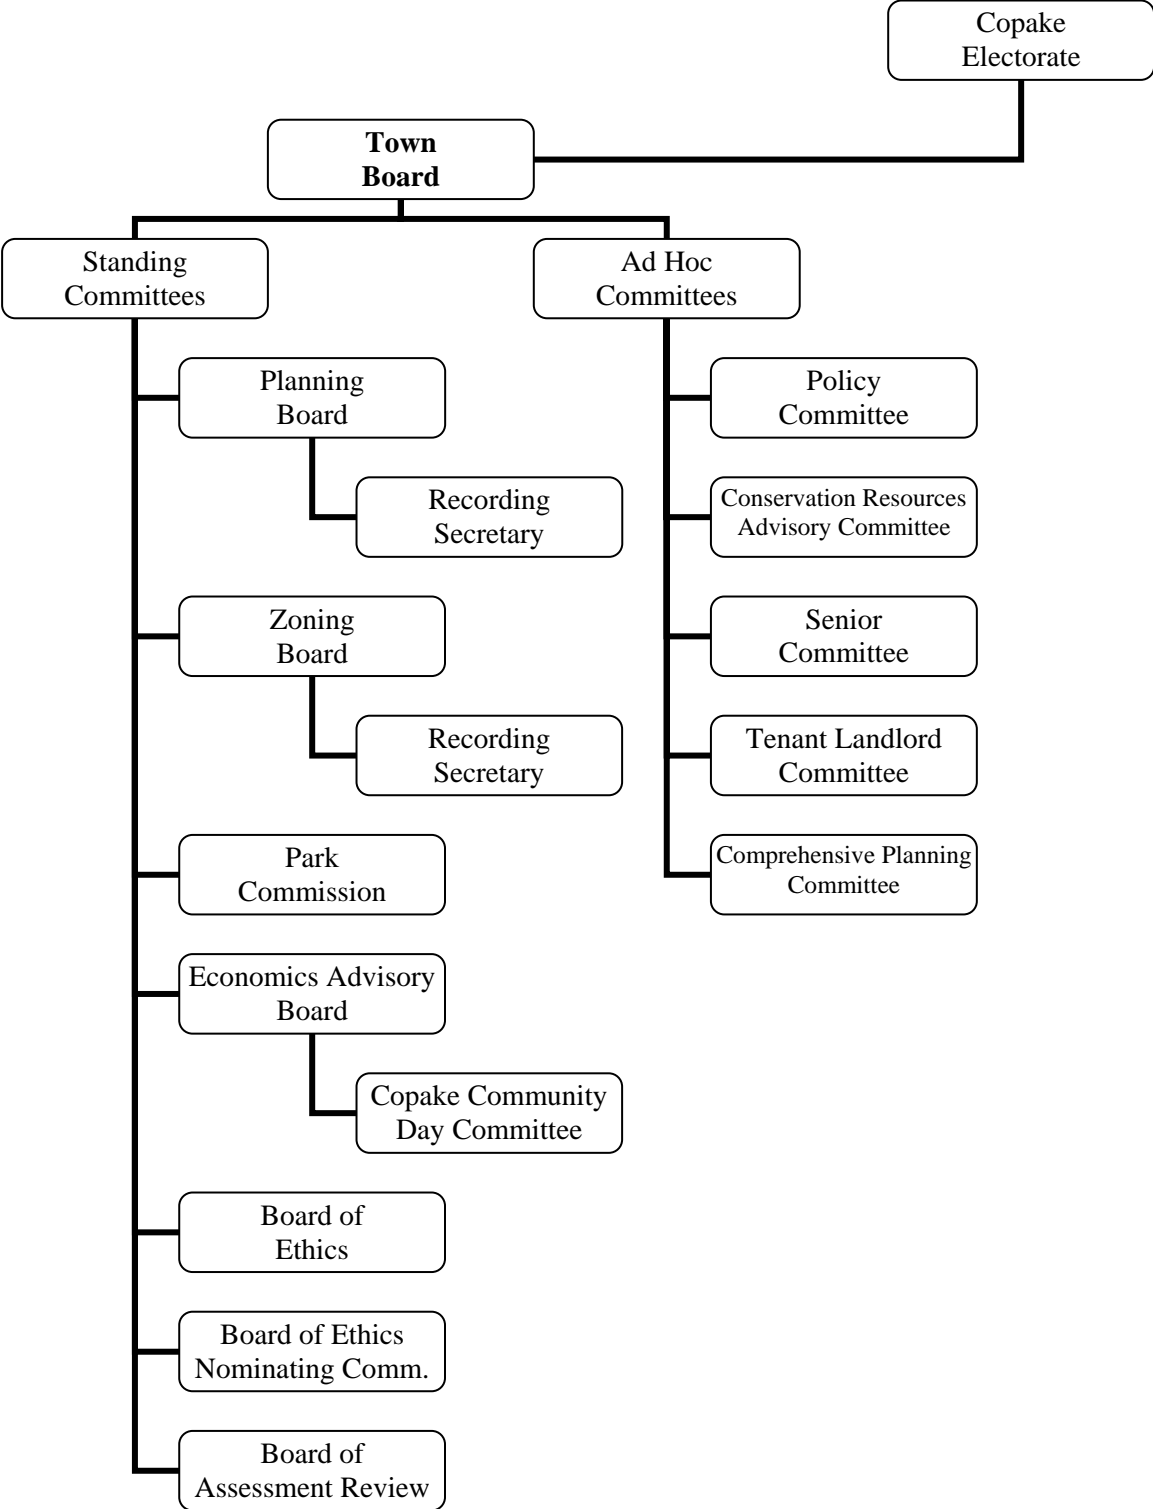 Copake
Electorate
Town
Board
Standing
Committees
Ad Hoc
Committees
Planning
Board
Policy
Committee
Recording
Secretary
Conservation Resources
Advisory Committee
Zoning
Board
Senior
Committee
Recording
Secretary
Tenant Landlord
Committee
Park
Commission
Comprehensive Planning
Committee
Economics Advisory
Board
Copake Community
Day Committee
Board of
Ethics
Board of Ethics
Nominating Comm.
Board of
Assessment Review